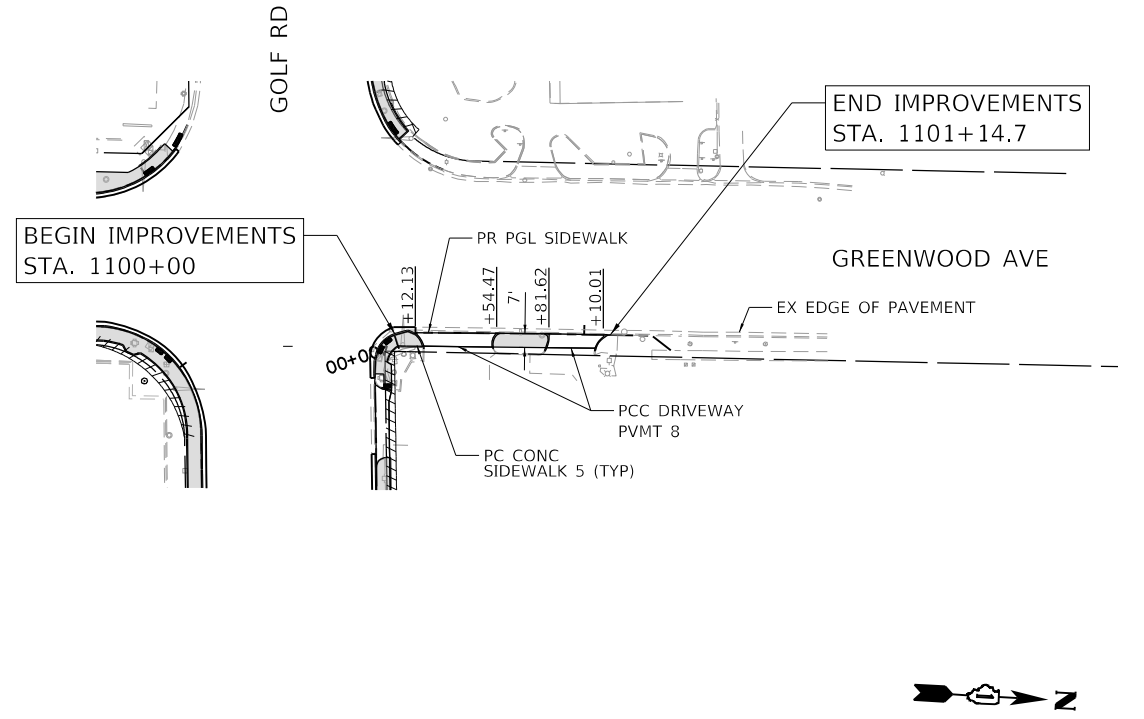 GOLF RD
END IMPROVEMENTS
STA. 1101+14.7
BEGIN IMPROVEMENTS
STA. 1100+00
PR PGL SIDEWALK
GREENWOOD AVE
+12.13
+54.47
7'
+81.62
+10.01
EX EDGE OF PAVEMENT
00+00
PCC DRIVEWAY
PVMT 8
PC CONC
SIDEWALK 5 (TYP)
N